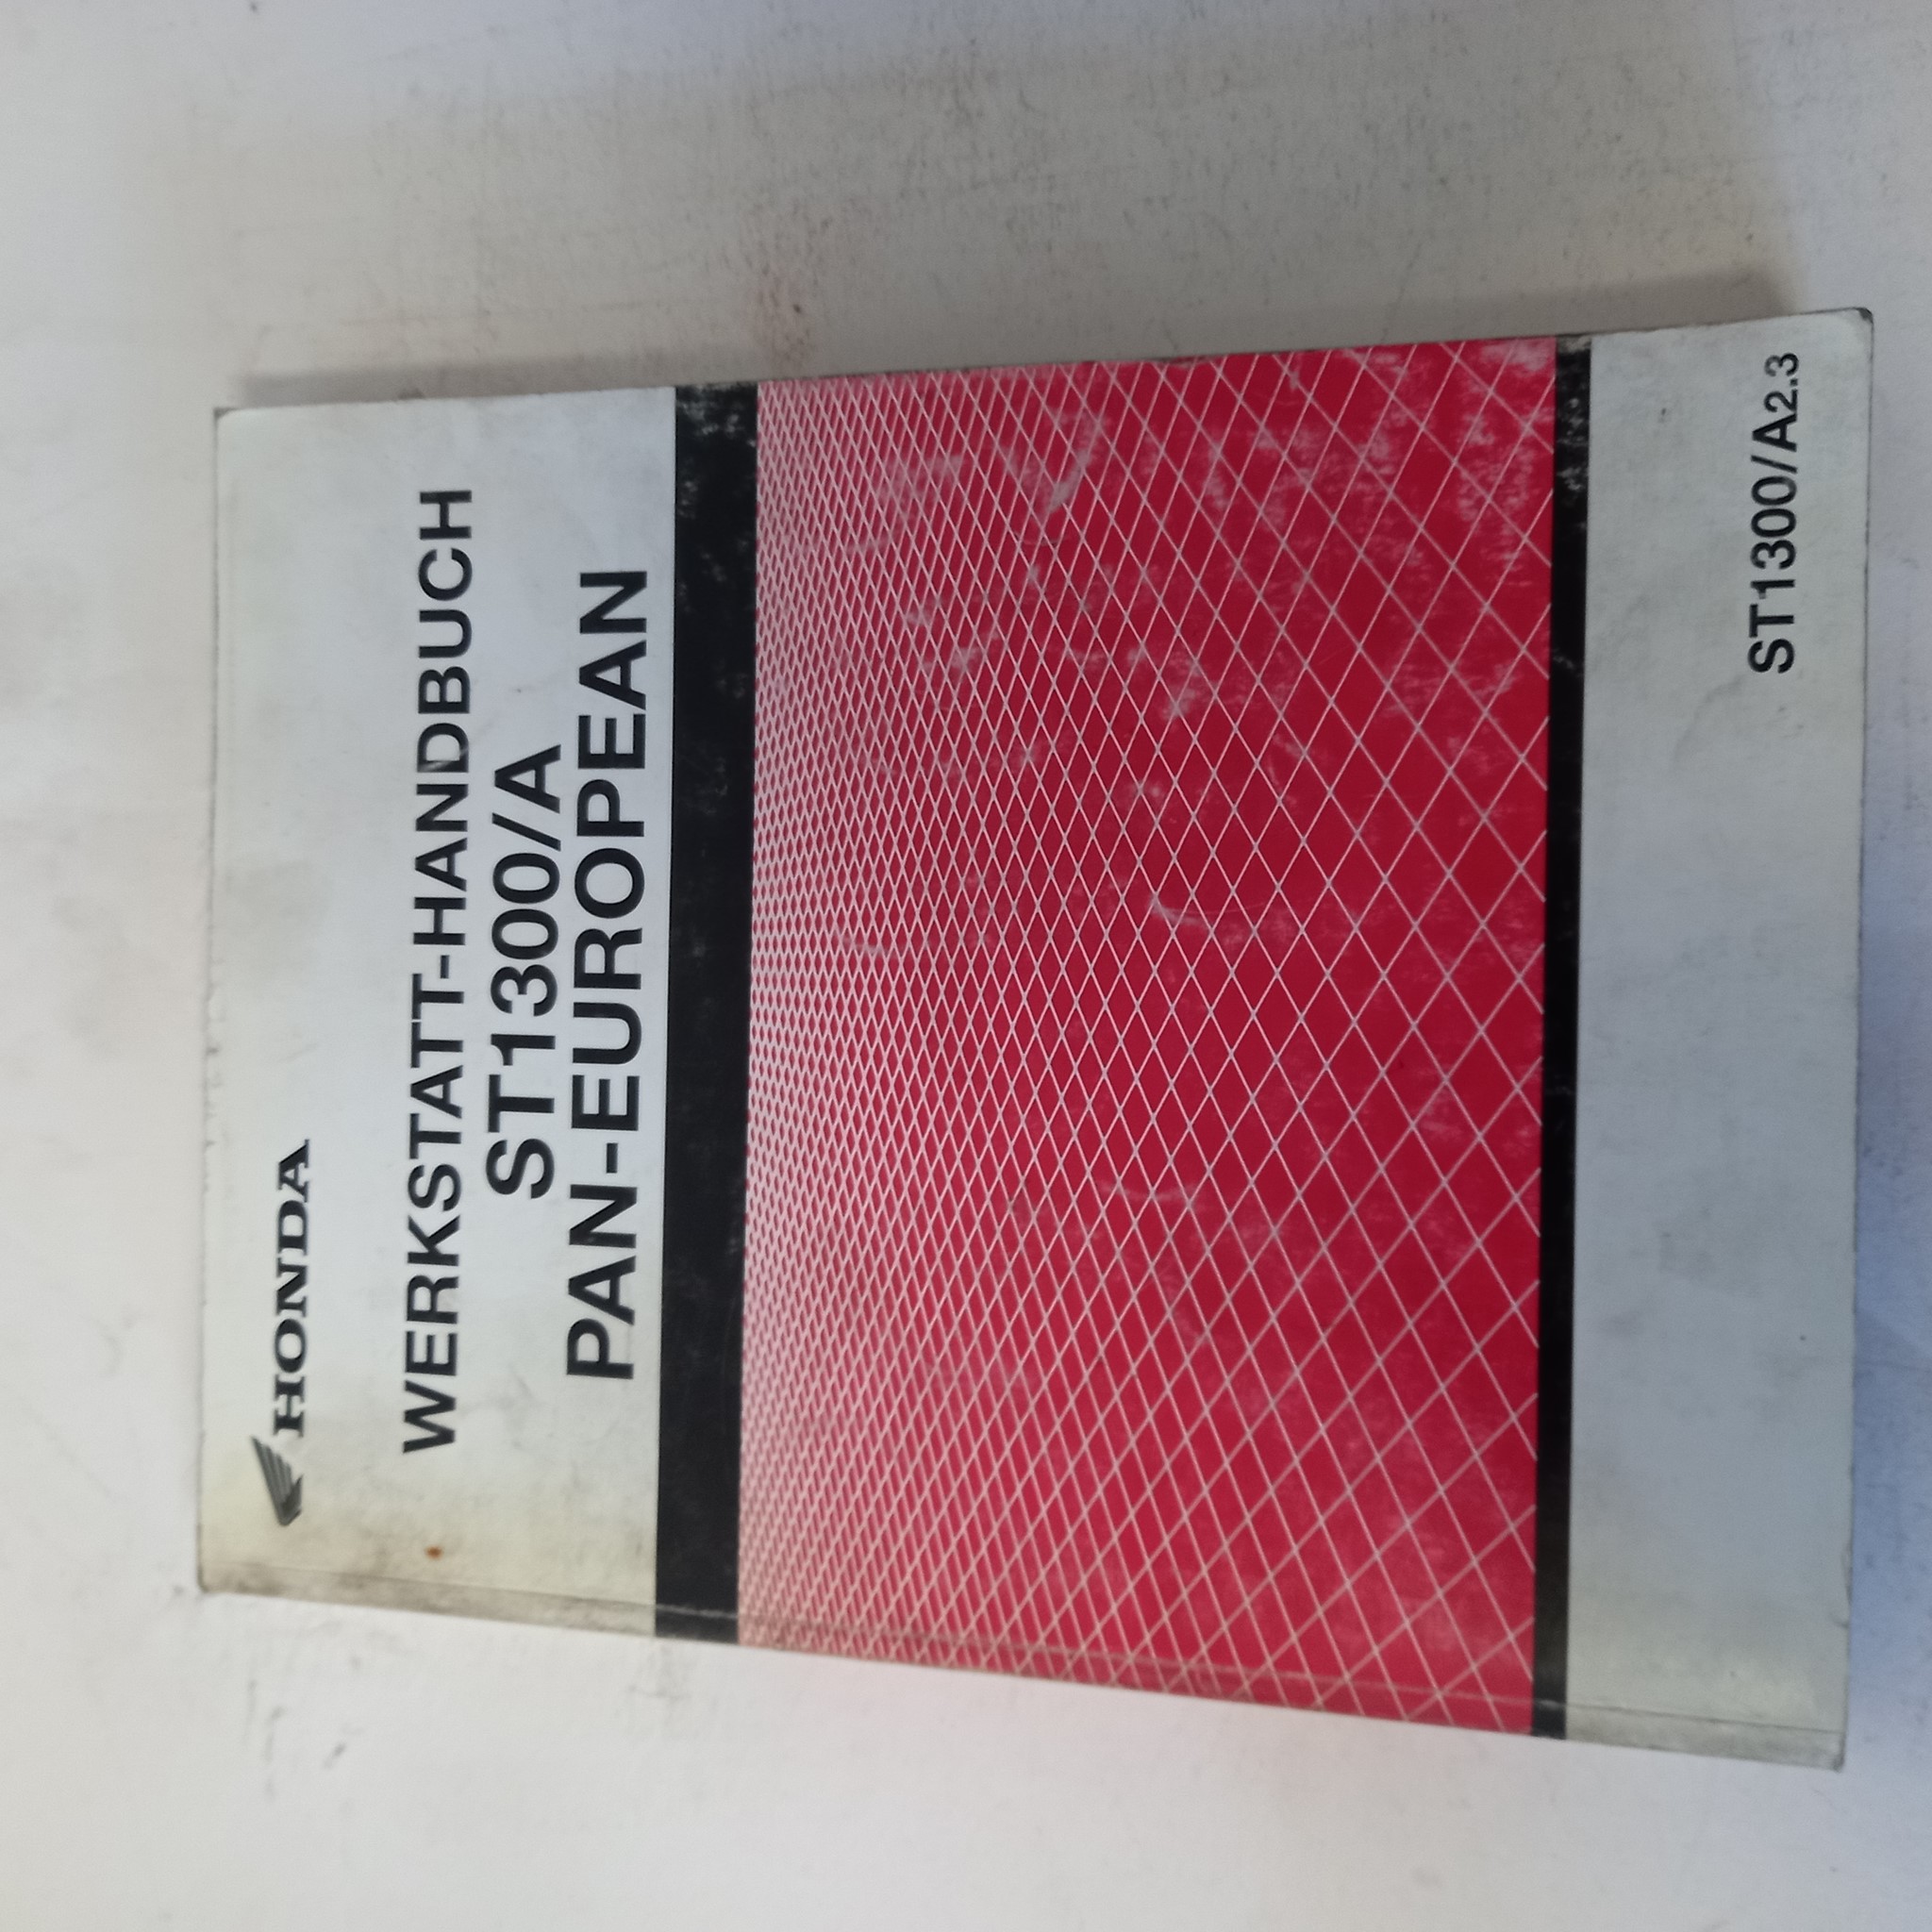 HONDA
WERKSTATT-HANDBUCH
ST1300/A
PAN-EUROPEAN
ST1300/A2.3